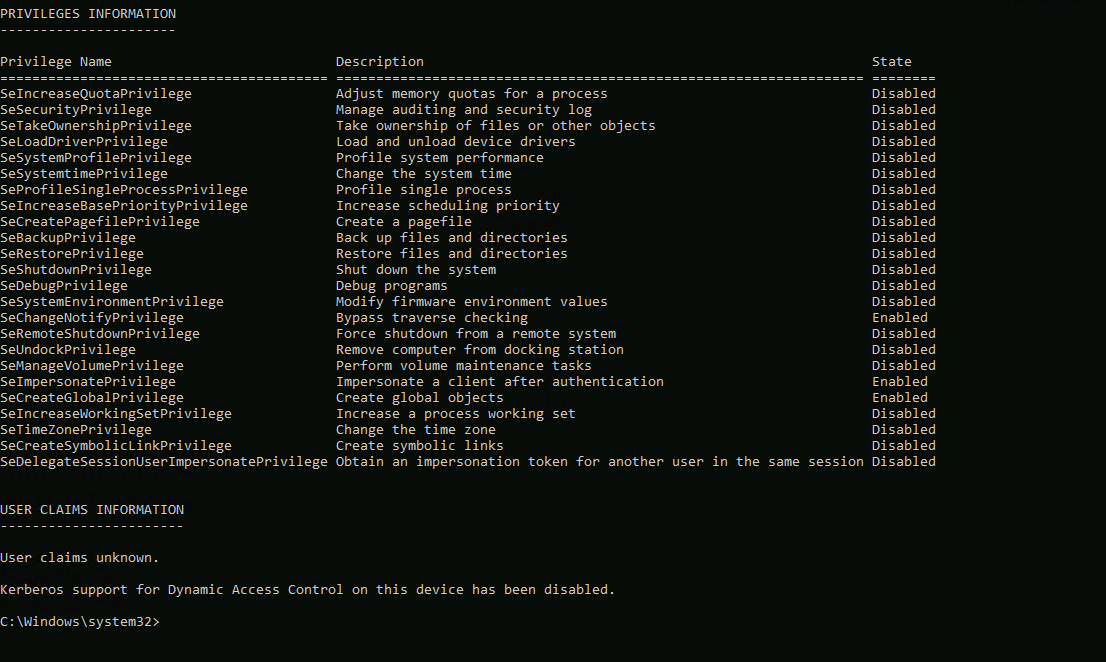 PRIVILEGES INFORMATION
----------------------
Privilege Name                            Description                                                        State
========================================= ================================================================== ========
SeIncreaseQuotaPrivilege                  Adjust memory quotas for a process                                 Disabled
SeSecurityPrivilege                       Manage auditing and security log                                   Disabled
SeTakeOwnershipPrivilege                  Take ownership of files or other objects                           Disabled
SeLoadDriverPrivilege                     Load and unload device drivers                                     Disabled
SeSystemProfilePrivilege                  Profile system performance                                         Disabled
SeSystemtimePrivilege                     Change the system time                                             Disabled
SeProfileSingleProcessPrivilege           Profile single process                                             Disabled
SeIncreaseBasePriorityPrivilege           Increase scheduling priority                                       Disabled
SeCreatePagefilePrivilege                 Create a pagefile                                                  Disabled
SeBackupPrivilege                         Back up files and directories                                      Disabled
SeRestorePrivilege                        Restore files and directories                                      Disabled
SeShutdownPrivilege                       Shut down the system                                               Disabled
SeDebugPrivilege                          Debug programs                                                     Disabled
SeSystemEnvironmentPrivilege              Modify firmware environment values                                 Disabled
SeChangeNotifyPrivilege                   Bypass traverse checking                                           Enabled
SeRemoteShutdownPrivilege                 Force shutdown from a remote system                                Disabled
SeUndockPrivilege                         Remove computer from docking station                               Disabled
SeManageVolumePrivilege                   Perform volume maintenance tasks                                   Disabled
SeImpersonatePrivilege                    Impersonate a client after authentication                          Enabled
SeCreateGlobalPrivilege                   Create global objects                                              Enabled
SeIncreaseWorkingSetPrivilege             Increase a process working set                                     Disabled
SeTimeZonePrivilege                       Change the time zone                                               Disabled
SeCreateSymbolicLinkPrivilege             Create symbolic links                                              Disabled
SeDelegateSessionUserImpersonatePrivilege Obtain an impersonation token for another user in the same session Disabled
USER CLAIMS INFORMATION
-----------------------
User claims unknown.
Kerberos support for Dynamic Access Control on this device has been disabled.
C:\Windows\system32>